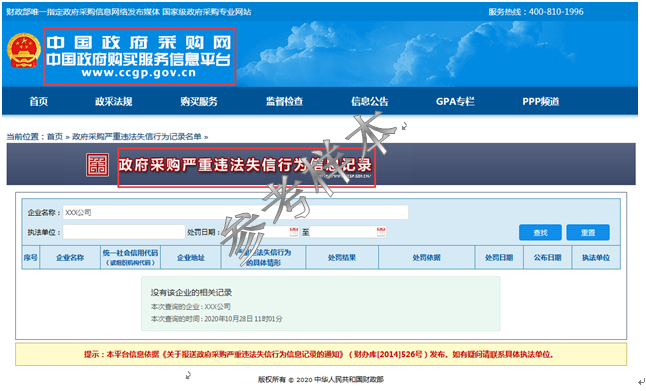 财政部唯一指定政府采购信息网络发布媒体 国家级政府采购专业网站
服务热线：400-810-1996
中国政府采购网
中国政府购买服务信息平台
www.ccgp.gov.cn
首页 政采法规 购买服务 监督检查 信息公告 GPA专栏 PPP频道
当前位置：首页 » 政府采购严重违法失信行为记录名单 »
政府采购严重违法失信行为信息记录
参考样本
企业名称： XXX公司
执法单位： 处罚日期： 至 查找 重置
序号 企业名称 统一社会信用代码（或组织机构代码） 企业地址 严重违法失信行为的具体情形 处罚结果 处罚依据 处罚日期 公布日期 执法单位
没有该企业的相关记录
本次查询的企业：XXX公司
本次查询的时间：2020年10月28日 11时01分
提示：本平台信息依据《关于报送政府采购严重违法失信行为信息记录的通知》（财办库[2014]526号）发布。如有疑问请联系具体执法单位。
版权所有 © 2020 中华人民共和国财政部